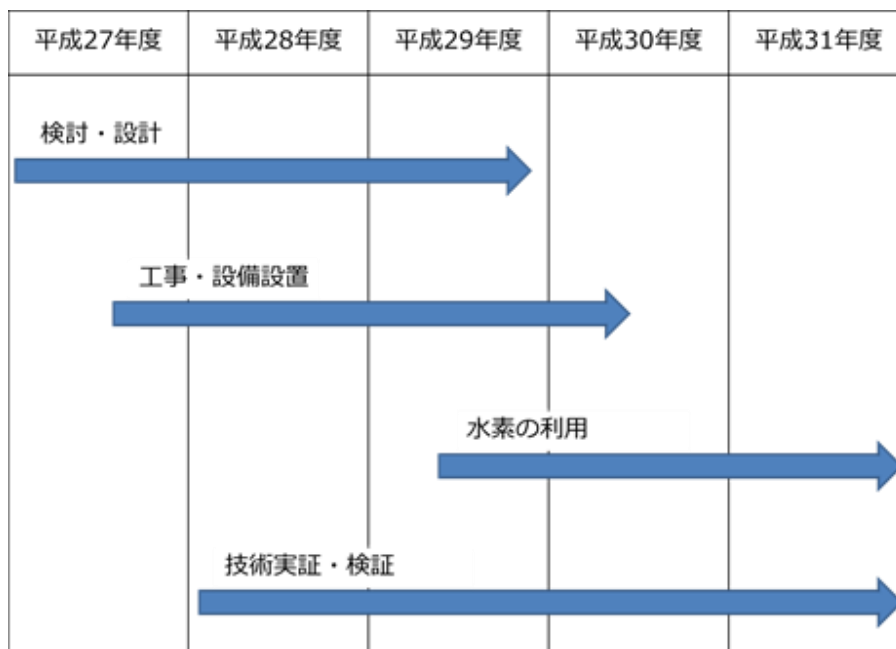 平成27年度 平成28年度 平成29年度 平成30年度 平成31年度
検討・設計
工事・設備設置
水素の利用
技術実証・検証